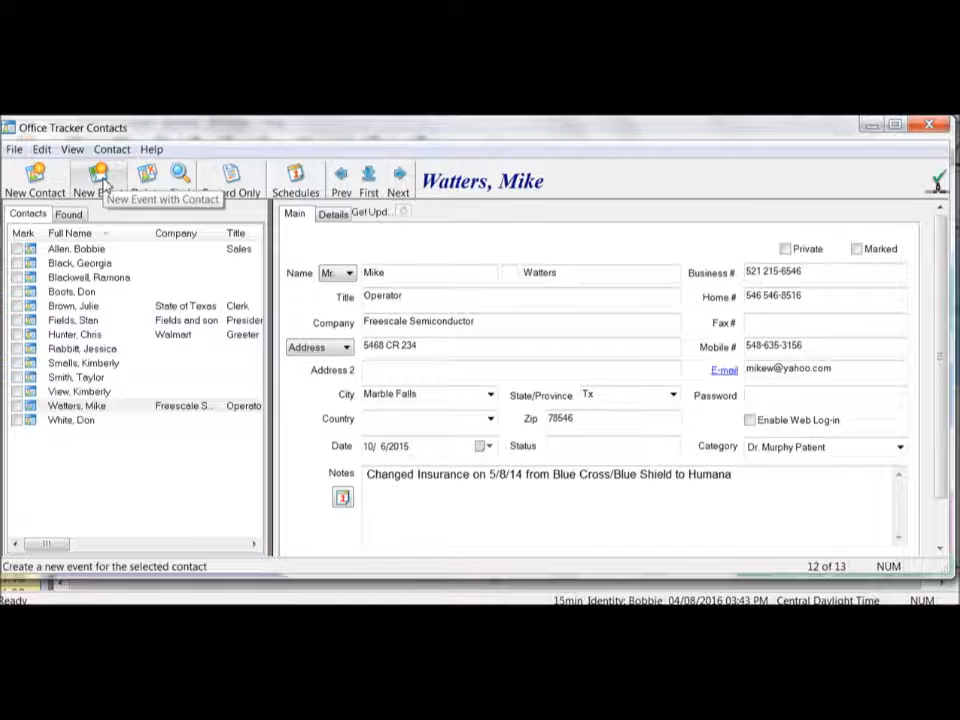 Office Tracker Contacts
File Edit View Contact Help
New Contact New Record Only Schedules Prev First Next
Watters, Mike
New Event with Contact
Contacts Found
Main Details Get Upd...
Mark Full Name Company Title
Allen, Bobbie Sales
Black, Georgia
Blackwell, Ramona
Boots, Don
Brown, Julie State of Texas Clerk
Fields, Stan Fields and son Presider
Hunter, Chris Walmart Greeter
Rabbitt, Jessica
Smells, Kimberly
Smith, Taylor
View, Kimberly
Watters, Mike Freescale S... Operato
White, Don
Private Marked
Name Mr. Mike Watters Business # 521 215-6546
Title Operator Home # 546 546-8516
Company Freescale Semiconductor Fax #
Address 5468 CR 234 Mobile # 548-635-3156
Address 2 E-mail mikew@yahoo.com
City Marble Falls State/Province Tx Password
Country Zip 78546 Enable Web Log-in
Date 10/ 6/2015 Status Category Dr. Murphy Patient
Notes Changed Insurance on 5/8/14 from Blue Cross/Blue Shield to Humana
Create a new event for the selected contact 12 of 13 NUM
Ready 15min Identity: Bobbie 04/08/2016 03:43 PM Central Daylight Time NUM